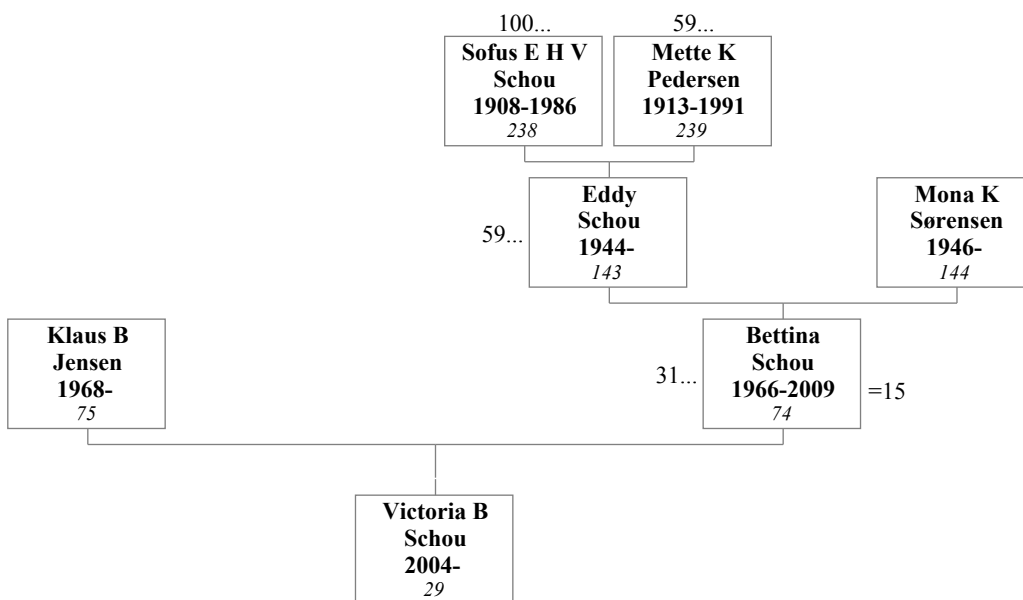 100...
Sofus E H V
Schou
1908-1986
238
59...
Mette K
Pedersen
1913-1991
239
59...
Eddy
Schou
1944-
143
Mona K
Sørensen
1946-
144
Klaus B
Jensen
1968-
75
31...
Bettina
Schou
1966-2009
74
=15
Victoria B
Schou
2004-
29